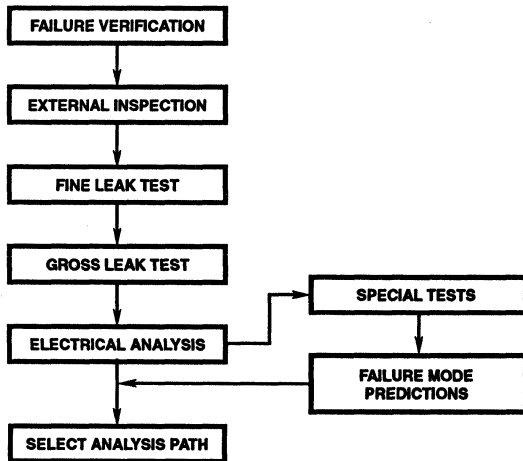 FAILURE VERIFICATION
EXTERNAL INSPECTION
FINE LEAK TEST
GROSS LEAK TEST
SPECIAL TESTS
ELECTRICAL ANALYSIS
FAILURE MODE
PREDICTIONS
SELECT ANALYSIS PATH